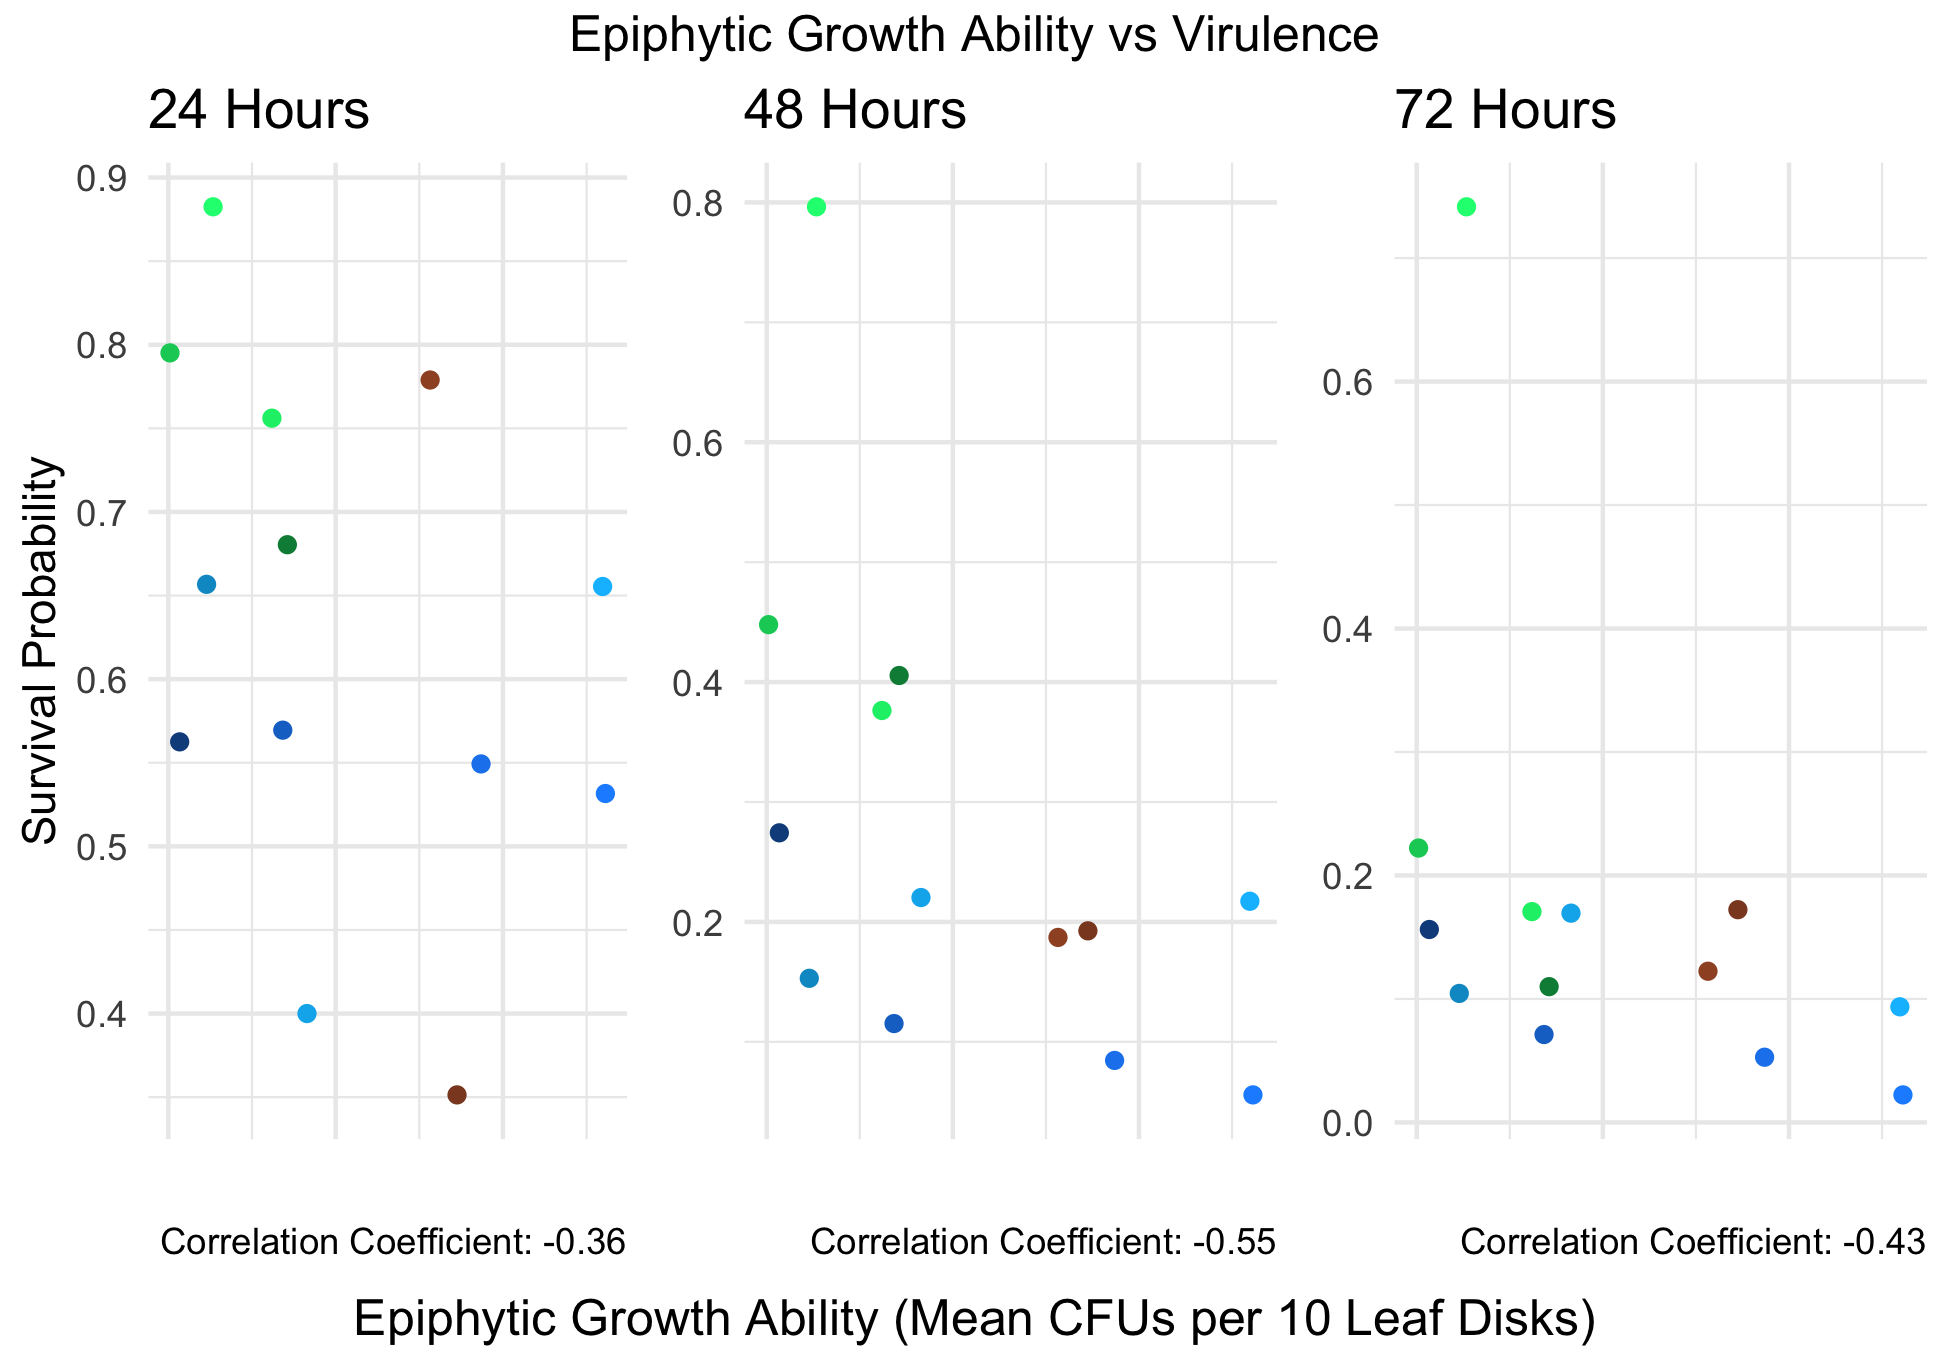 Epiphytic Growth Ability vs Virulence
24 Hours
48 Hours
72 Hours
Survival Probability
0.9
0.8
0.7
0.6
0.5
0.4
0.8
0.6
0.4
0.2
0.6
0.4
0.2
0.0
Correlation Coefficient: -0.36
Correlation Coefficient: -0.55
Correlation Coefficient: -0.43
Epiphytic Growth Ability (Mean CFUs per 10 Leaf Disks)